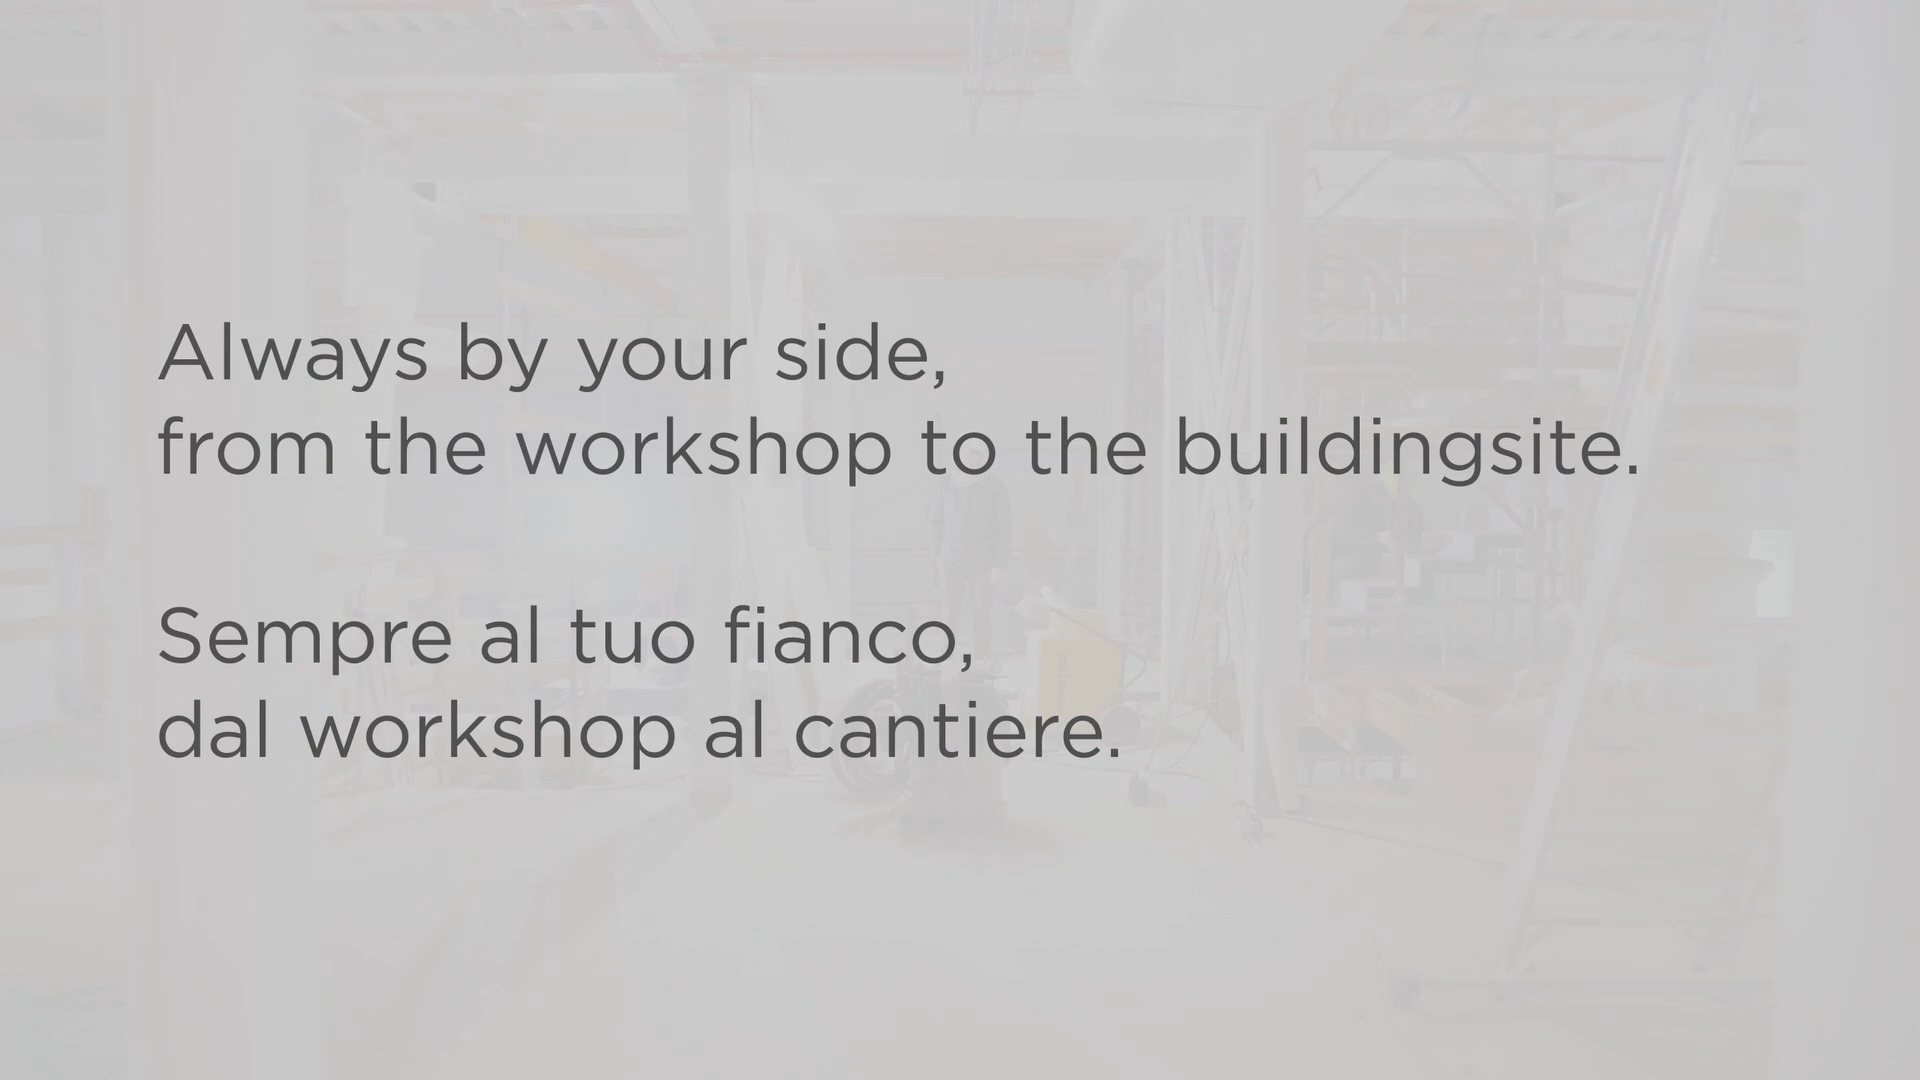 Always by your side,
from the workshop to the buildingsite.
Sempre al tuo fianco,
dal workshop al cantiere.